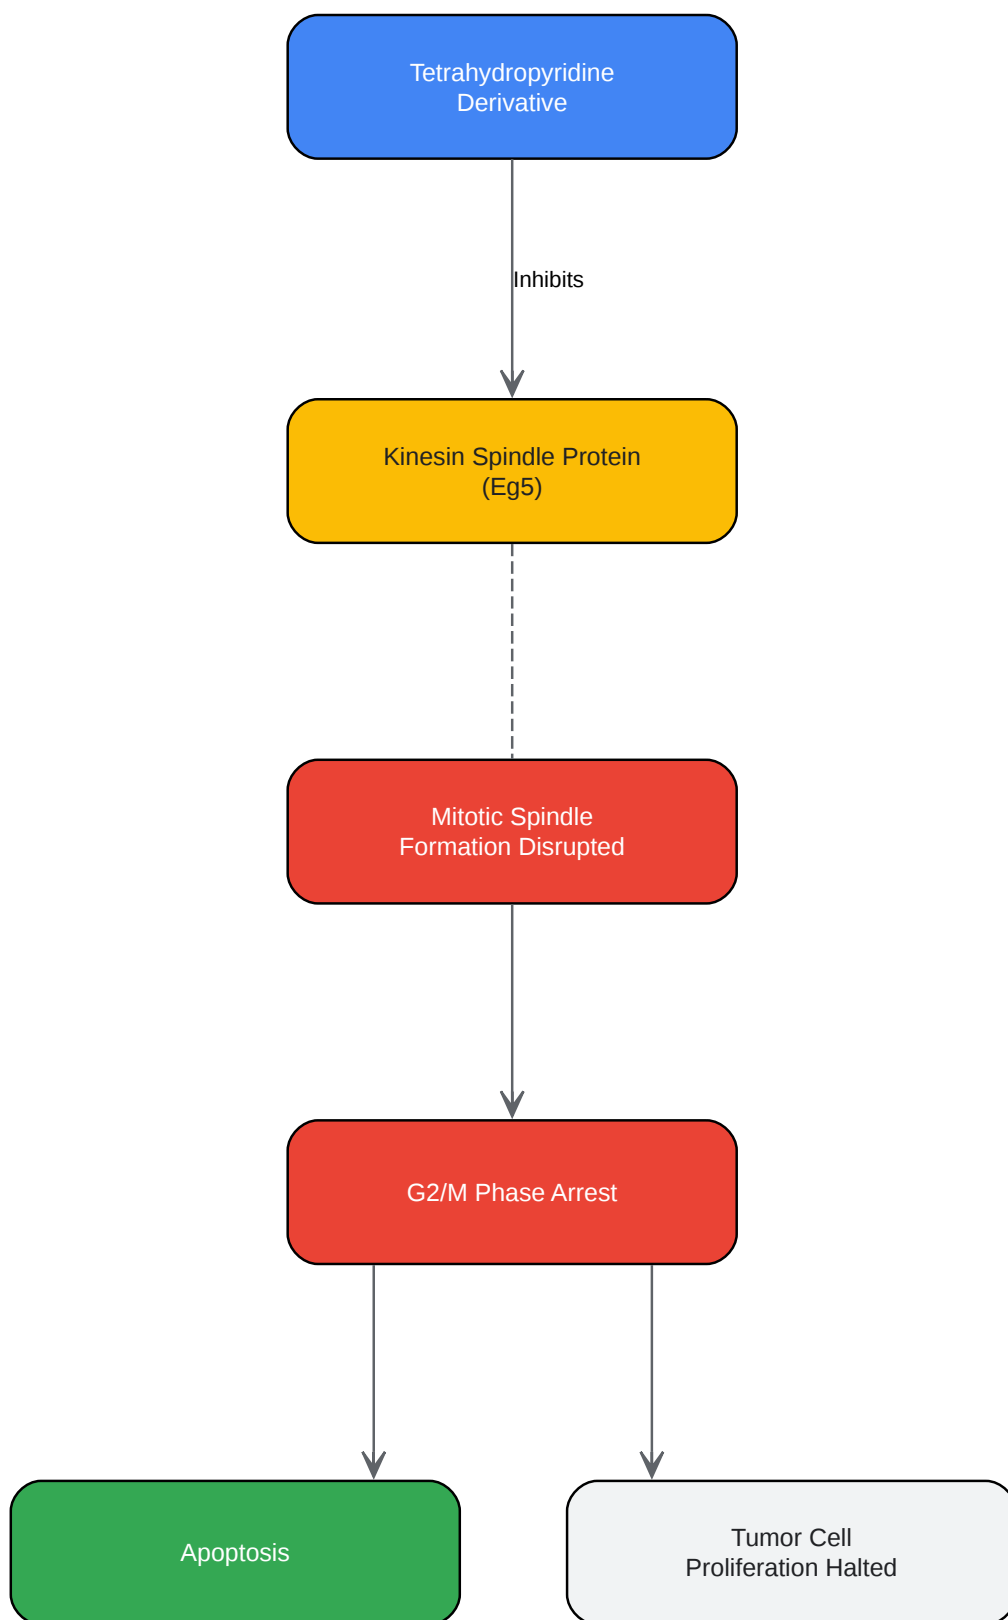 Tetrahydropyridine
Derivative
Inhibits
Kinesin Spindle Protein
(Eg5)
Mitotic Spindle
Formation Disrupted
G2/M Phase Arrest
Apoptosis
Tumor Cell
Proliferation Halted